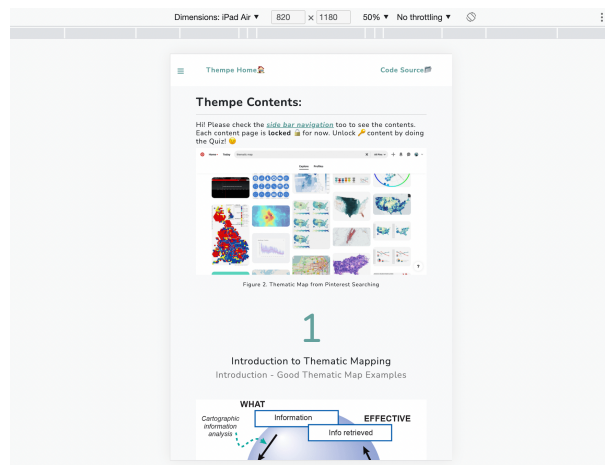 Dimensions: iPad Air ▼ 820 × 1180 50% ▼ No throttling ▼
Thempe Home Code Source
Thempe Contents:
Hi! Please check the side bar navigation too to see the contents.
Each content page is locked 🔒 for now. Unlock 🔑 content by doing
the Quiz! 😉
Explore Profiles
Figure 2. Thematic Map from Pinterest Searching
1
Introduction to Thematic Mapping
Introduction - Good Thematic Map Examples
WHAT
Cartographic
information
analysis
Information
EFFECTIVE
Info retrieved